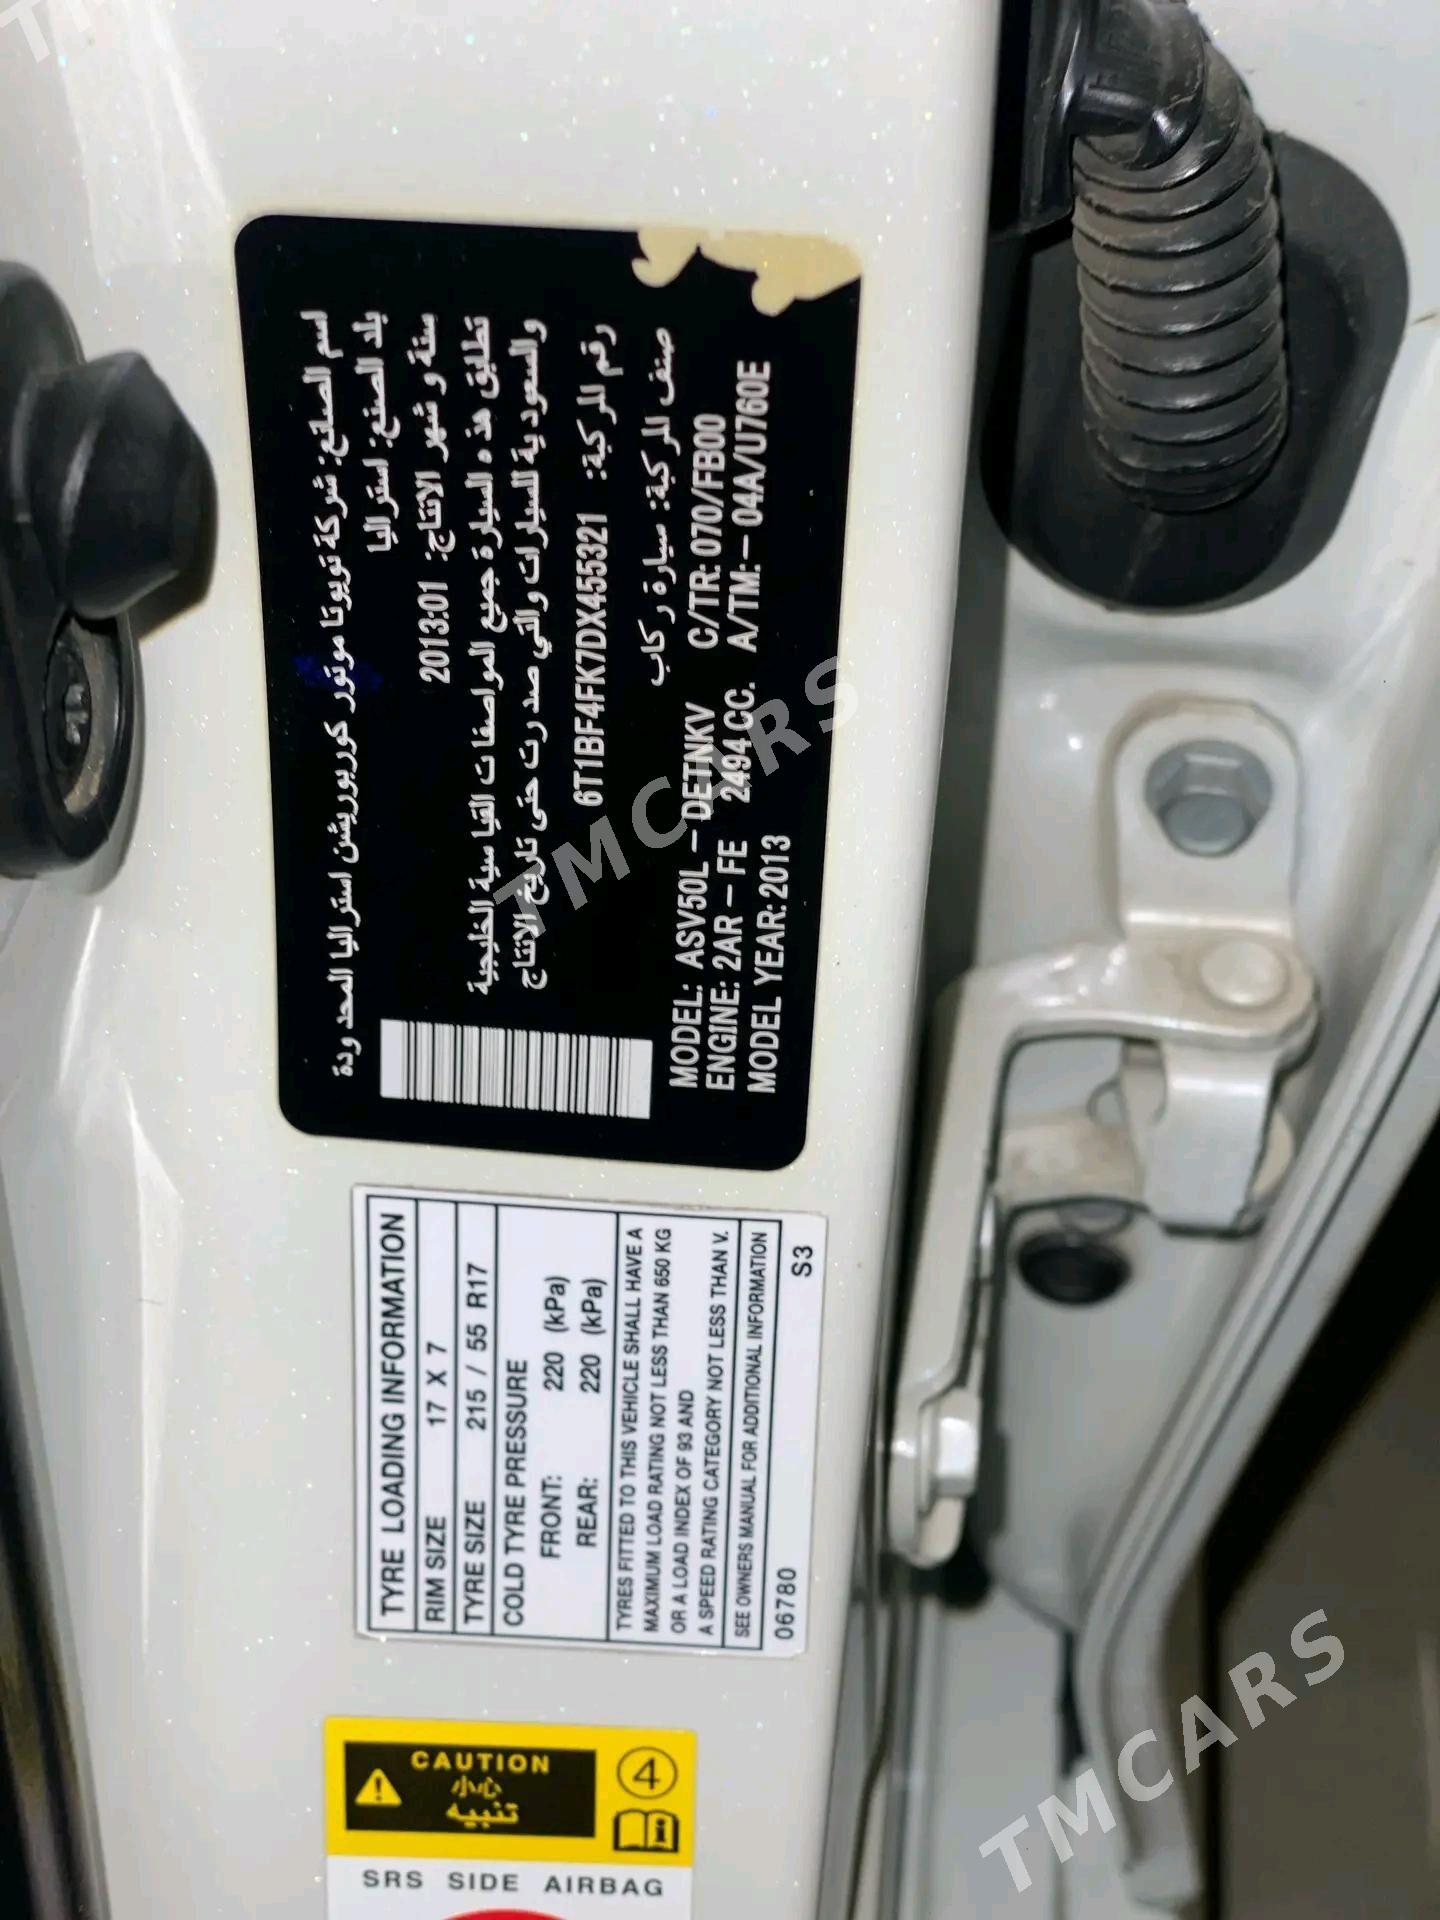 اسم الصانع: شركة تويوتا موتور كوربوريشن استراليا المحدودة
بلد الصنع: استراليا
سنة و شهر الانتاج: 2013:01
تطابق هذه السيارة جميع المواصفات القياسية الخليجية
والسعودية للسيارات والتي صدرت حتى تاريخ الانتاج
رقم المركبة: 6T1BF4FK7DX455321
صنف المركبة: سيارة ركاب
MODEL: ASV50L – DETNKV C/TR: 070/FB00
ENGINE: 2AR – FE 2494 CC. A/TM: – 04A/U760E
MODEL YEAR: 2013
TYRE LOADING INFORMATION
RIM SIZE 17 X 7
TYRE SIZE 215 / 55 R17
COLD TYRE PRESSURE
FRONT: 220 (kPa)
REAR: 220 (kPa)
TYRES FITTED TO THIS VEHICLE SHALL HAVE A
MAXIMUM LOAD RATING NOT LESS THAN 650 KG
OR A LOAD INDEX OF 93 AND
A SPEED RATING CATEGORY NOT LESS THAN V.
SEE OWNERS MANUAL FOR ADDITIONAL INFORMATION
06780 S3
CAUTION
小心
تنبيه
4
SRS SIDE AIRBAG
TMCARS
TMCARS